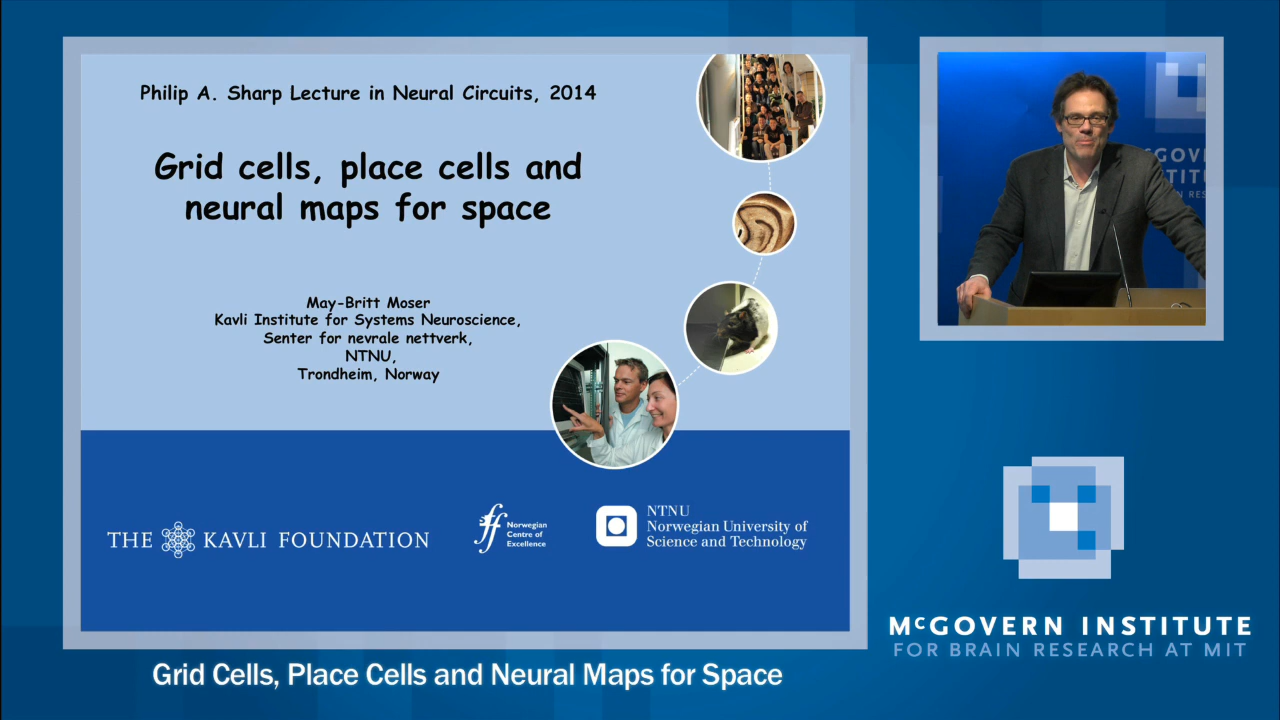 Philip A. Sharp Lecture in Neural Circuits, 2014
Grid cells, place cells and
neural maps for space
May-Britt Moser
Kavli Institute for Systems Neuroscience,
Senter for nevrale nettverk,
NTNU,
Trondheim, Norway
THE KAVLI FOUNDATION
ff
Norwegian
Centre of
Excellence
NTNU
Norwegian University of
Science and Technology
Grid Cells, Place Cells and Neural Maps for Space
MCGOVERN INSTITUTE
FOR BRAIN RESEARCH AT MIT